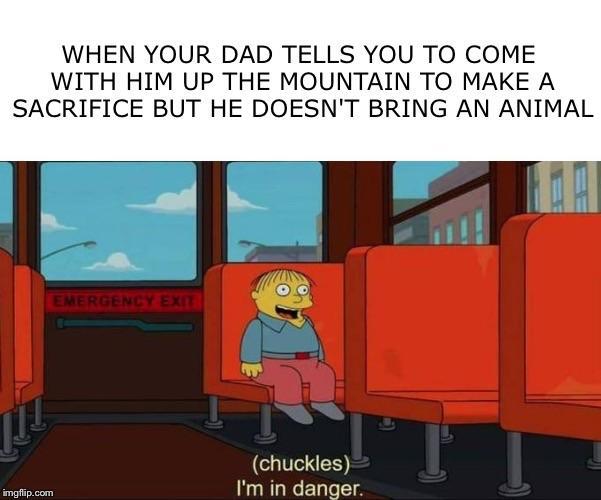 WHEN YOUR DAD TELLS YOU TO COME
WITH HIM UP THE MOUNTAIN TO MAKE A
SACRIFICE BUT HE DOESN'T BRING AN ANIMAL
EMERGENCY EXIT
(chuckles)
I'm in danger.
imgflip.com